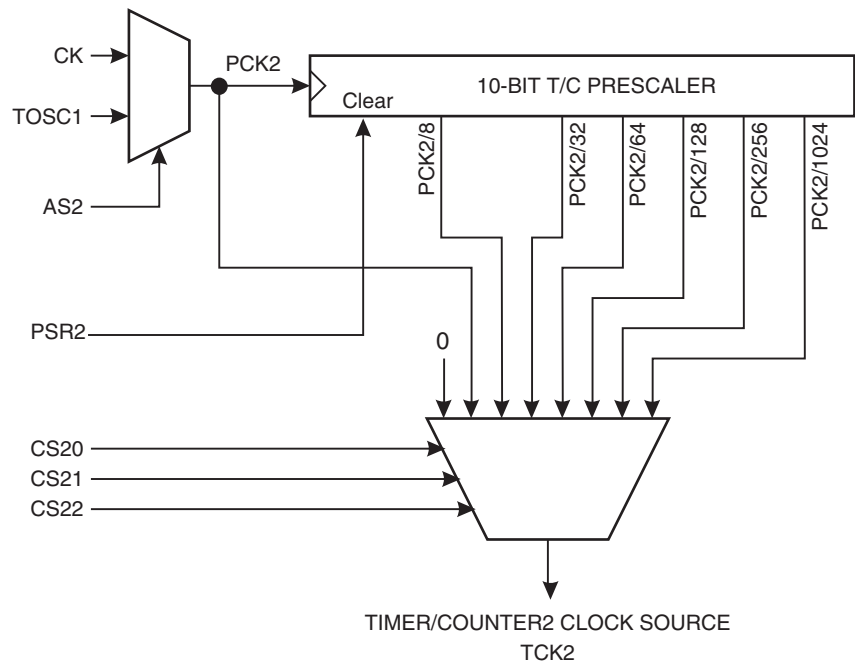 CK
PCK2
10-BIT T/C PRESCALER
TOSC1
Clear
PCK2/8
PCK2/32
PCK2/64
PCK2/128
PCK2/256
PCK2/1024
AS2
PSR2
0
CS20
CS21
CS22
TIMER/COUNTER2 CLOCK SOURCE
TCK2